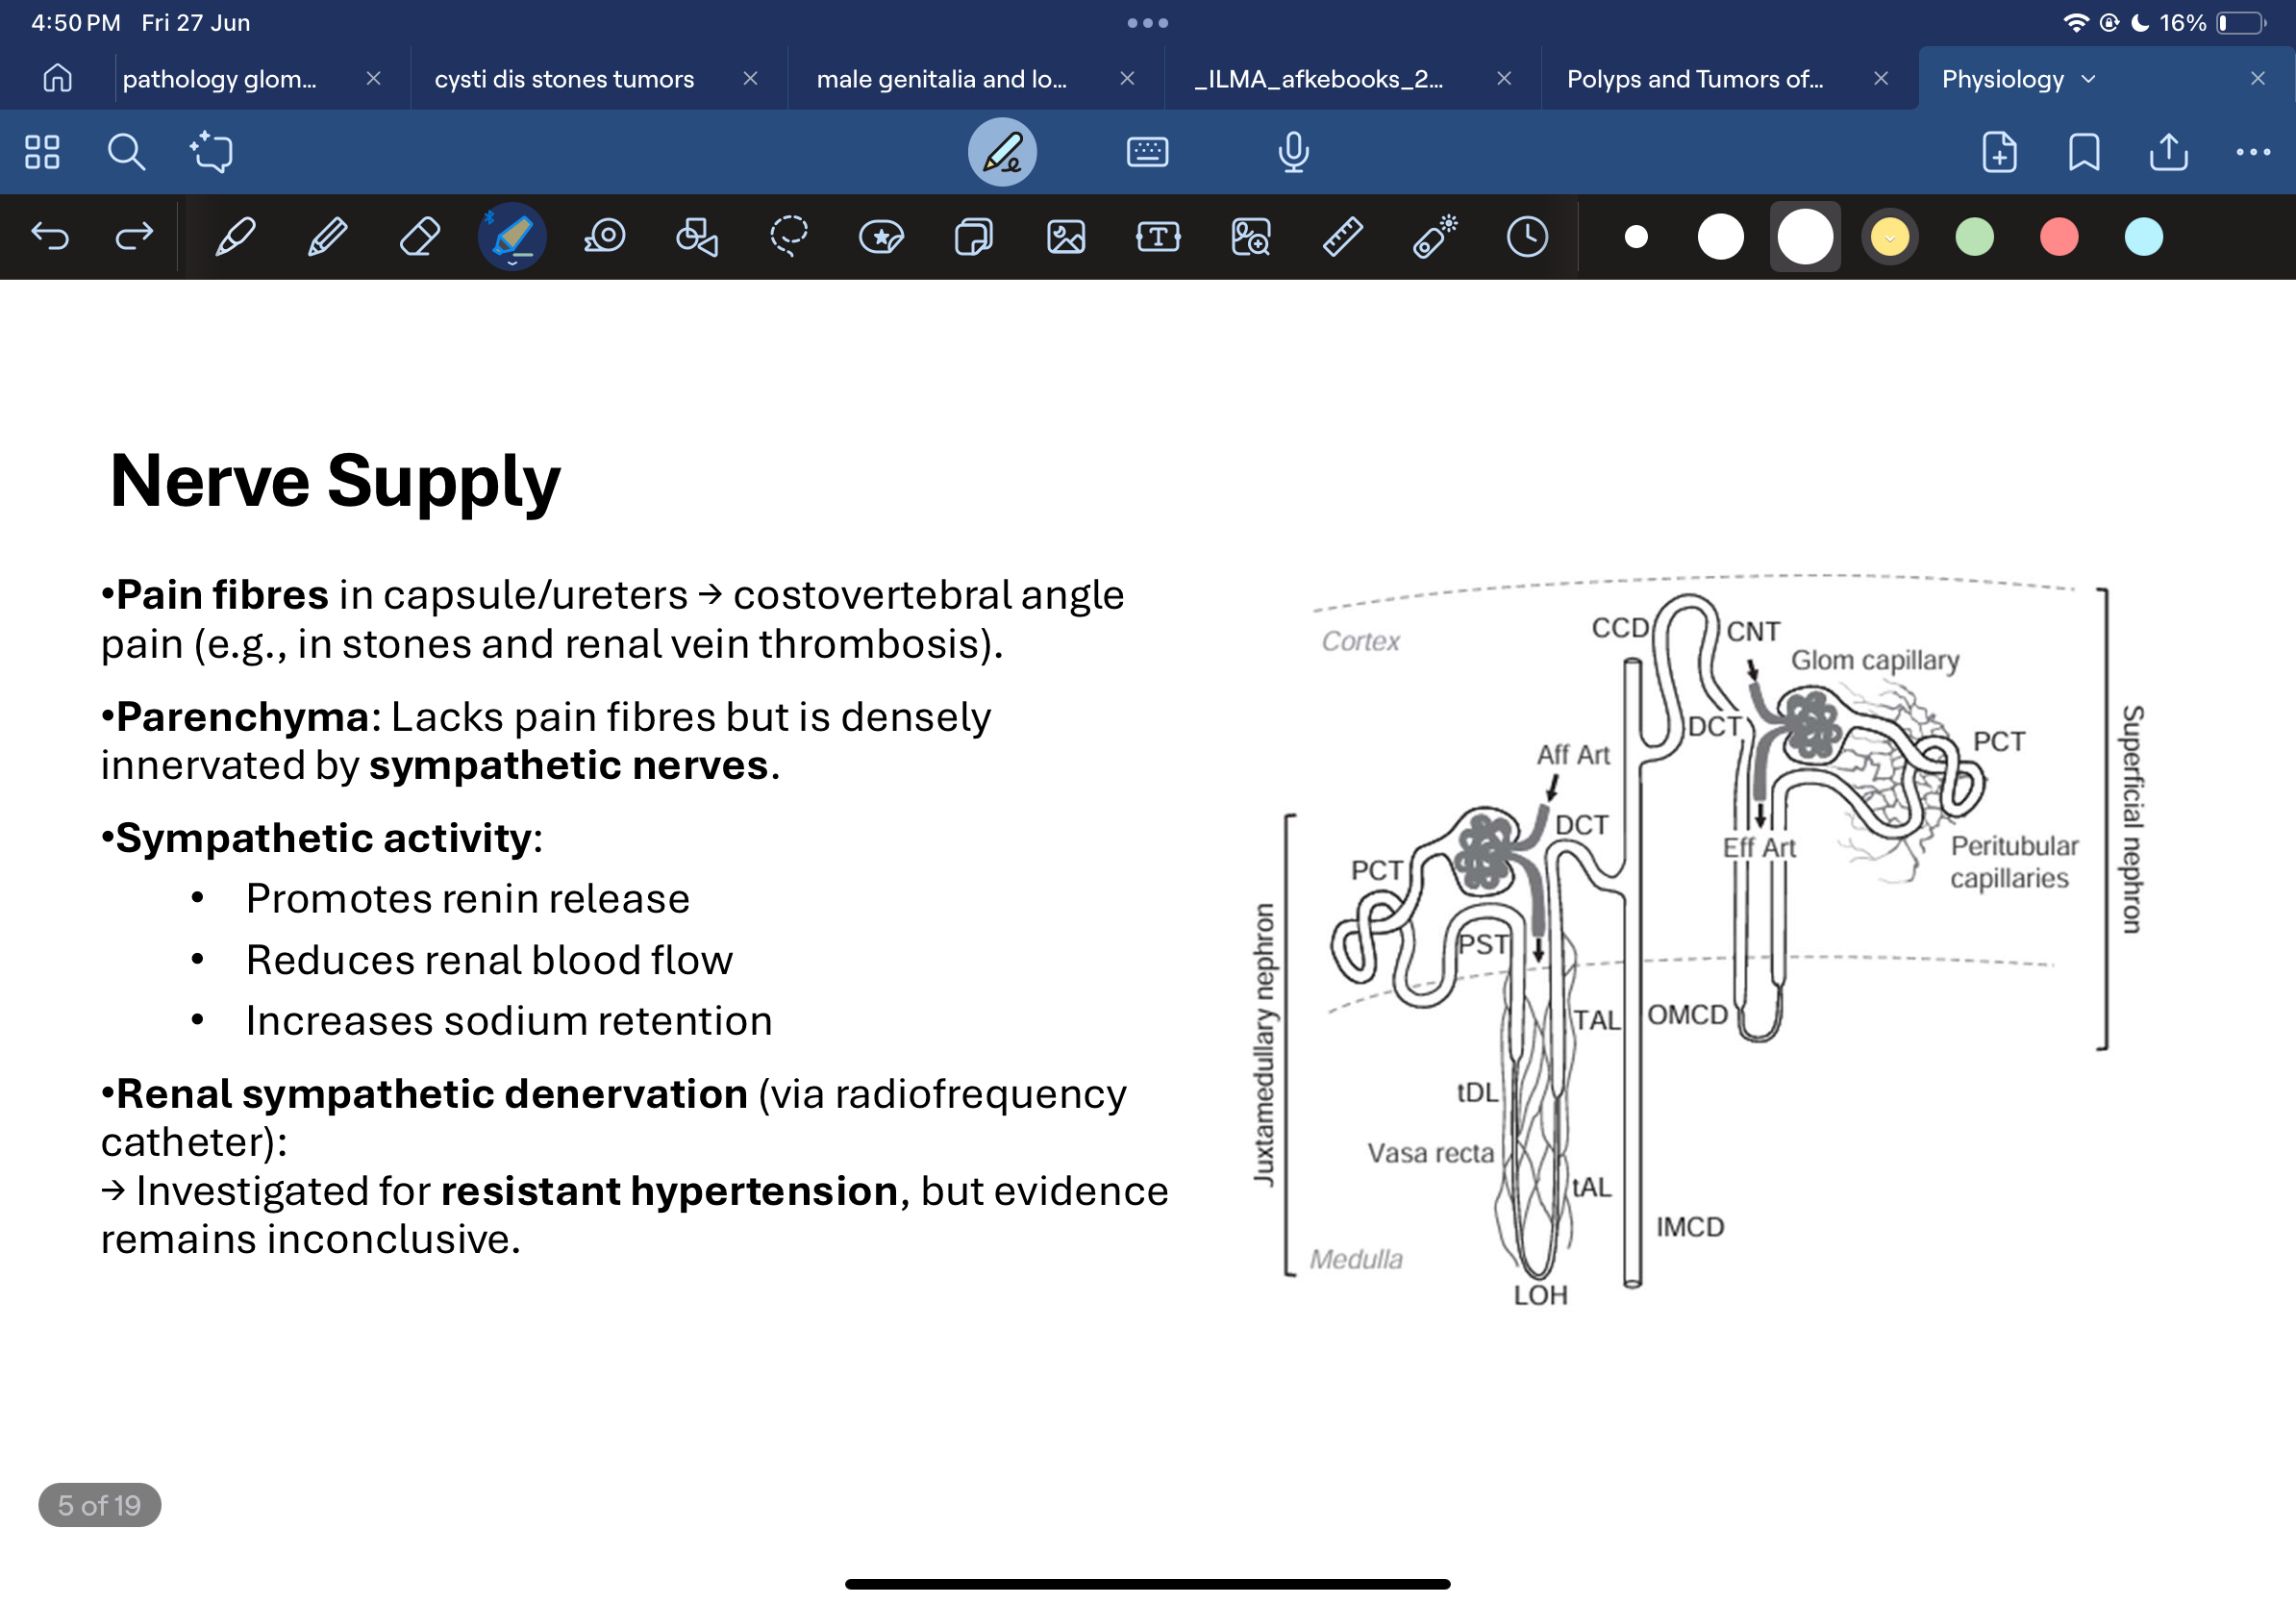 4:50 PM Fri 27 Jun
16%
pathology glom...
cysti dis stones tumors
male genitalia and lo...
_ILMA_afkebooks_2...
Polyps and Tumors of...
Physiology
Nerve Supply
•Pain fibres in capsule/ureters → costovertebral angle
pain (e.g., in stones and renal vein thrombosis).
•Parenchyma: Lacks pain fibres but is densely
innervated by sympathetic nerves.
•Sympathetic activity:
• Promotes renin release
• Reduces renal blood flow
• Increases sodium retention
•Renal sympathetic denervation (via radiofrequency
catheter):
→ Investigated for resistant hypertension, but evidence
remains inconclusive.
Cortex
CCD
CNT
Glom capillary
DCT
PCT
Aff Art
DCT
Eff Art
Peritubular
capillaries
PCT
PST
Superficial nephron
Juxtamedullary nephron
TAL
OMCD
tDL
Vasa recta
tAL
IMCD
Medulla
LOH
5 of 19